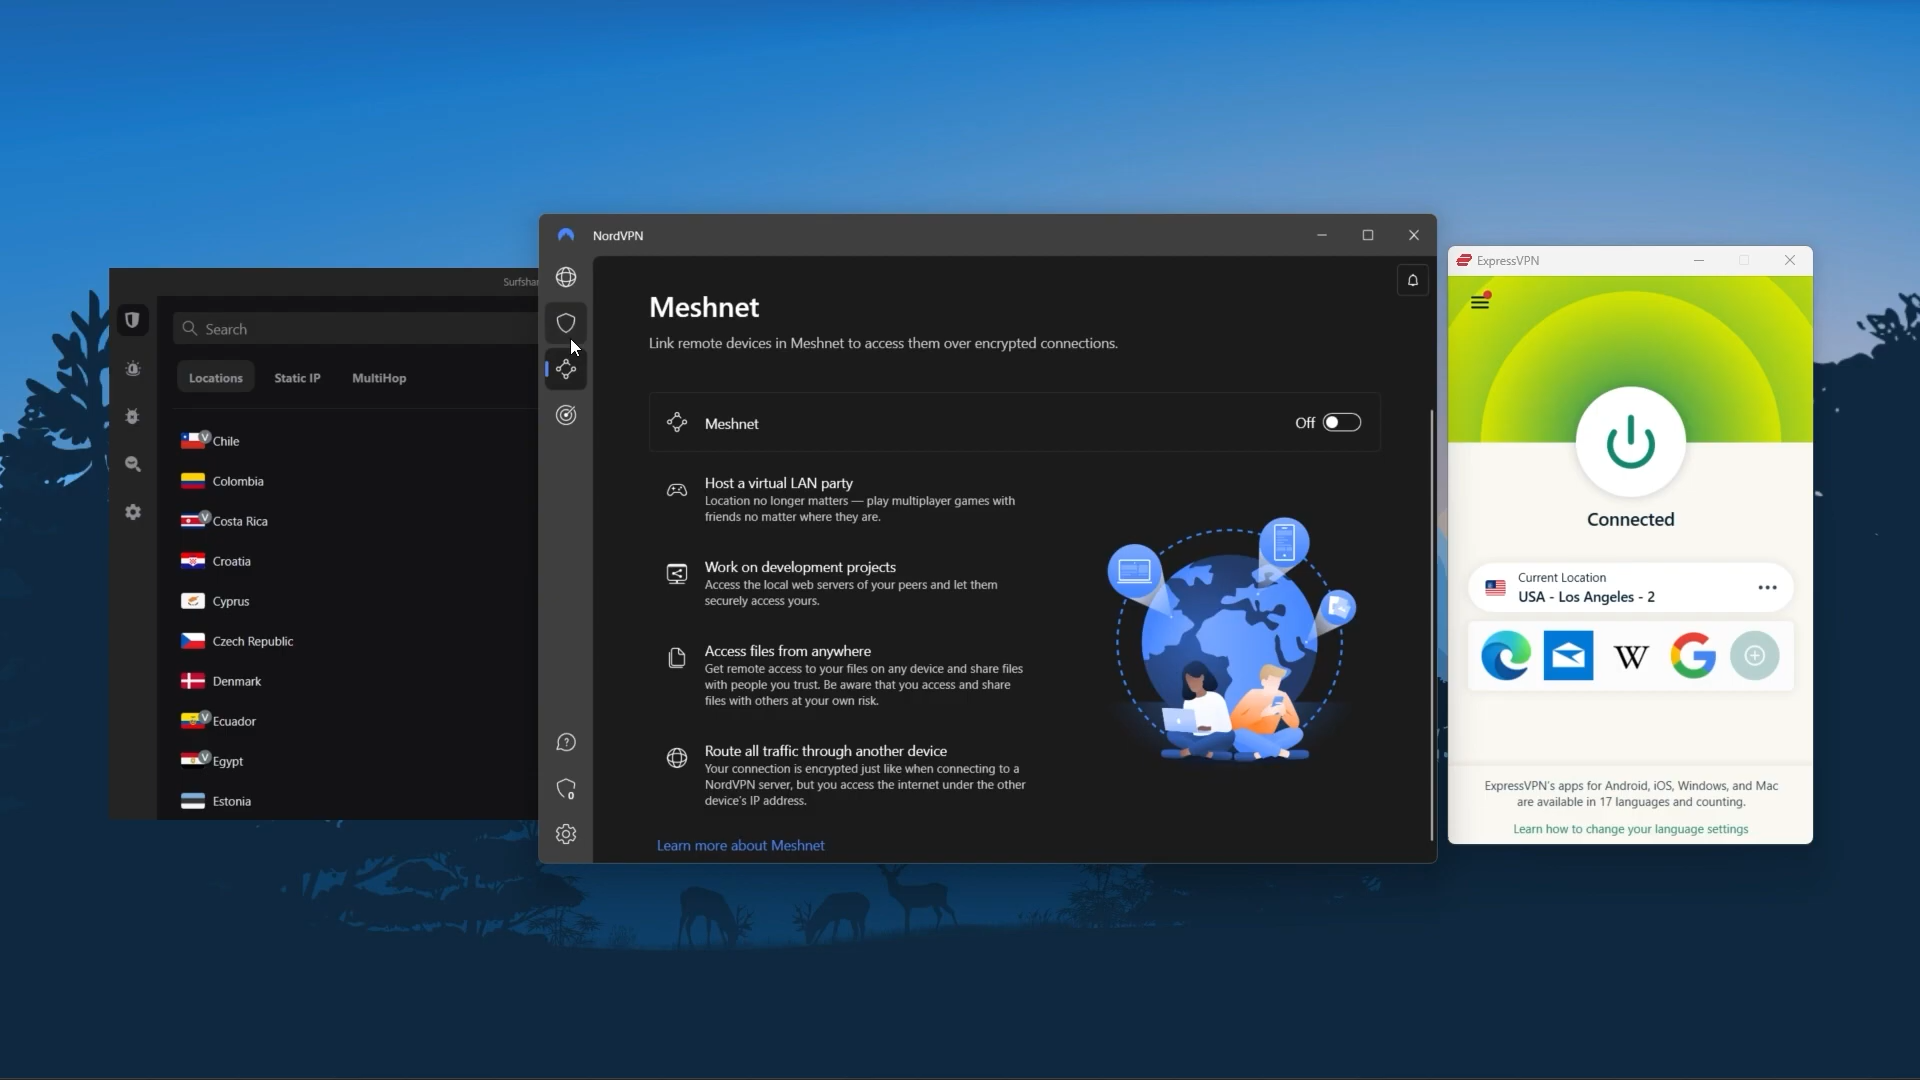 Surfshar
Search
Locations
Static IP
MultiHop
Chile
Colombia
Costa Rica
Croatia
Cyprus
Czech Republic
Denmark
Ecuador
Egypt
Estonia
NordVPN
Meshnet
Link remote devices in Meshnet to access them over encrypted connections.
Meshnet
Off
Host a virtual LAN party
Location no longer matters — play multiplayer games with
friends no matter where they are.
Work on development projects
Access the local web servers of your peers and let them
securely access yours.
Access files from anywhere
Get remote access to your files on any device and share files
with people you trust. Be aware that you access and share
files with others at your own risk.
Route all traffic through another device
Your connection is encrypted just like when connecting to a
NordVPN server, but you access the internet under the other
device's IP address.
Learn more about Meshnet
ExpressVPN
Connected
Current Location
USA - Los Angeles - 2
ExpressVPN's apps for Android, iOS, Windows, and Mac
are available in 17 languages and counting.
Learn how to change your language settings